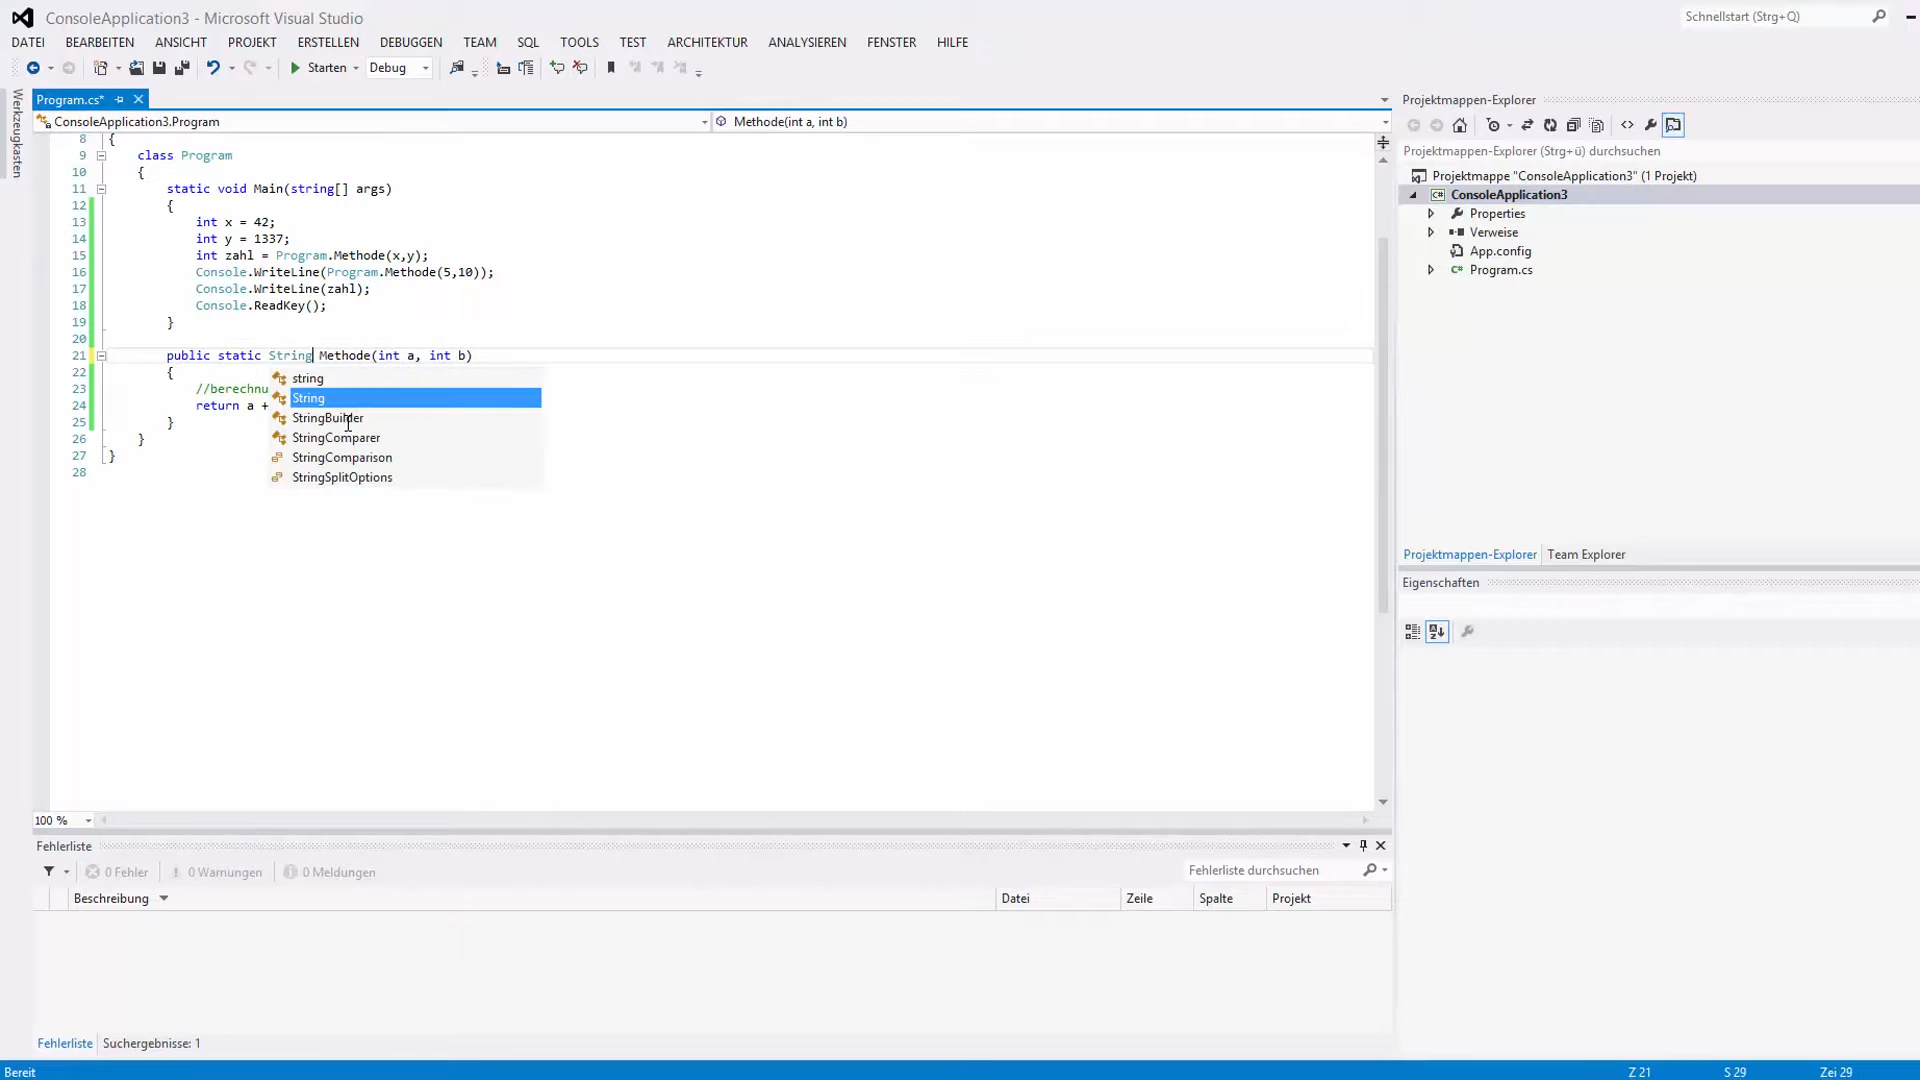 ConsoleApplication3 - Microsoft Visual Studio
Schnellstart (Strg+Q)
DATEI BEARBEITEN ANSICHT PROJEKT ERSTELLEN DEBUGGEN TEAM SQL TOOLS TEST ARCHITEKTUR ANALYSIEREN FENSTER HILFE
Starten Debug
Werkzeugkasten
Program.cs*
ConsoleApplication3.Program Methode(int a, int b)
8 {
9 class Program
10 {
11 static void Main(string[] args)
12 {
13 int x = 42;
14 int y = 1337;
15 int zahl = Program.Methode(x,y);
16 Console.WriteLine(Program.Methode(5,10));
17 Console.WriteLine(zahl);
18 Console.ReadKey();
19 }
20
21 public static String Methode(int a, int b)
22 {
23 //berechnu
24 return a +
25 }
26 }
27 }
28
string
String
StringBuilder
StringComparer
StringComparison
StringSplitOptions
100 %
Projektmappen-Explorer
Projektmappen-Explorer (Strg+ü) durchsuchen
Projektmappe "ConsoleApplication3" (1 Projekt)
ConsoleApplication3
Properties
Verweise
App.config
Program.cs
Projektmappen-Explorer Team Explorer
Eigenschaften
Fehlerliste
0 Fehler 0 Warnungen 0 Meldungen Fehlerliste durchsuchen
Beschreibung Datei Zeile Spalte Projekt
Fehlerliste Suchergebnisse: 1
Bereit Z 21 S 29 Zei 29